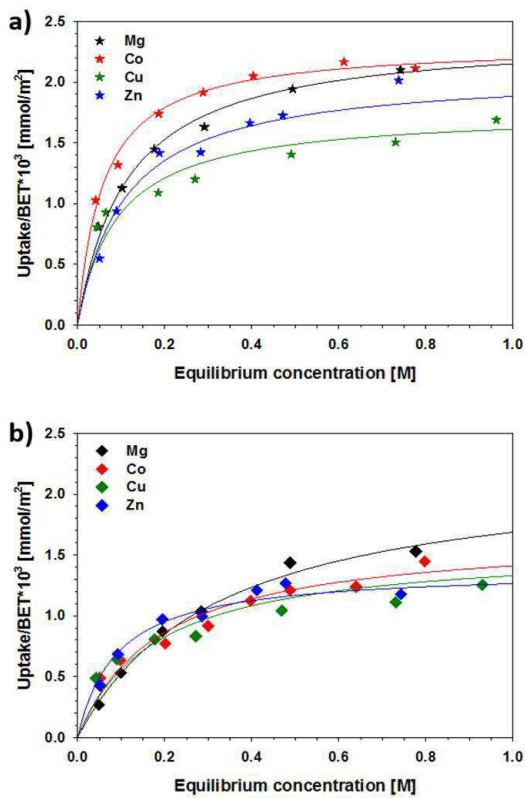 a)
2.5
2.0
1.5
1.0
0.5
0.0
Uptake/BET*10³ [mmol/m²]
Mg
Co
Cu
Zn
0.0 0.2 0.4 0.6 0.8 1.0
Equilibrium concentration [M]
b)
2.5
2.0
1.5
1.0
0.5
0.0
Uptake/BET*10³ [mmol/m²]
Mg
Co
Cu
Zn
0.0 0.2 0.4 0.6 0.8 1.0
Equilibrium concentration [M]